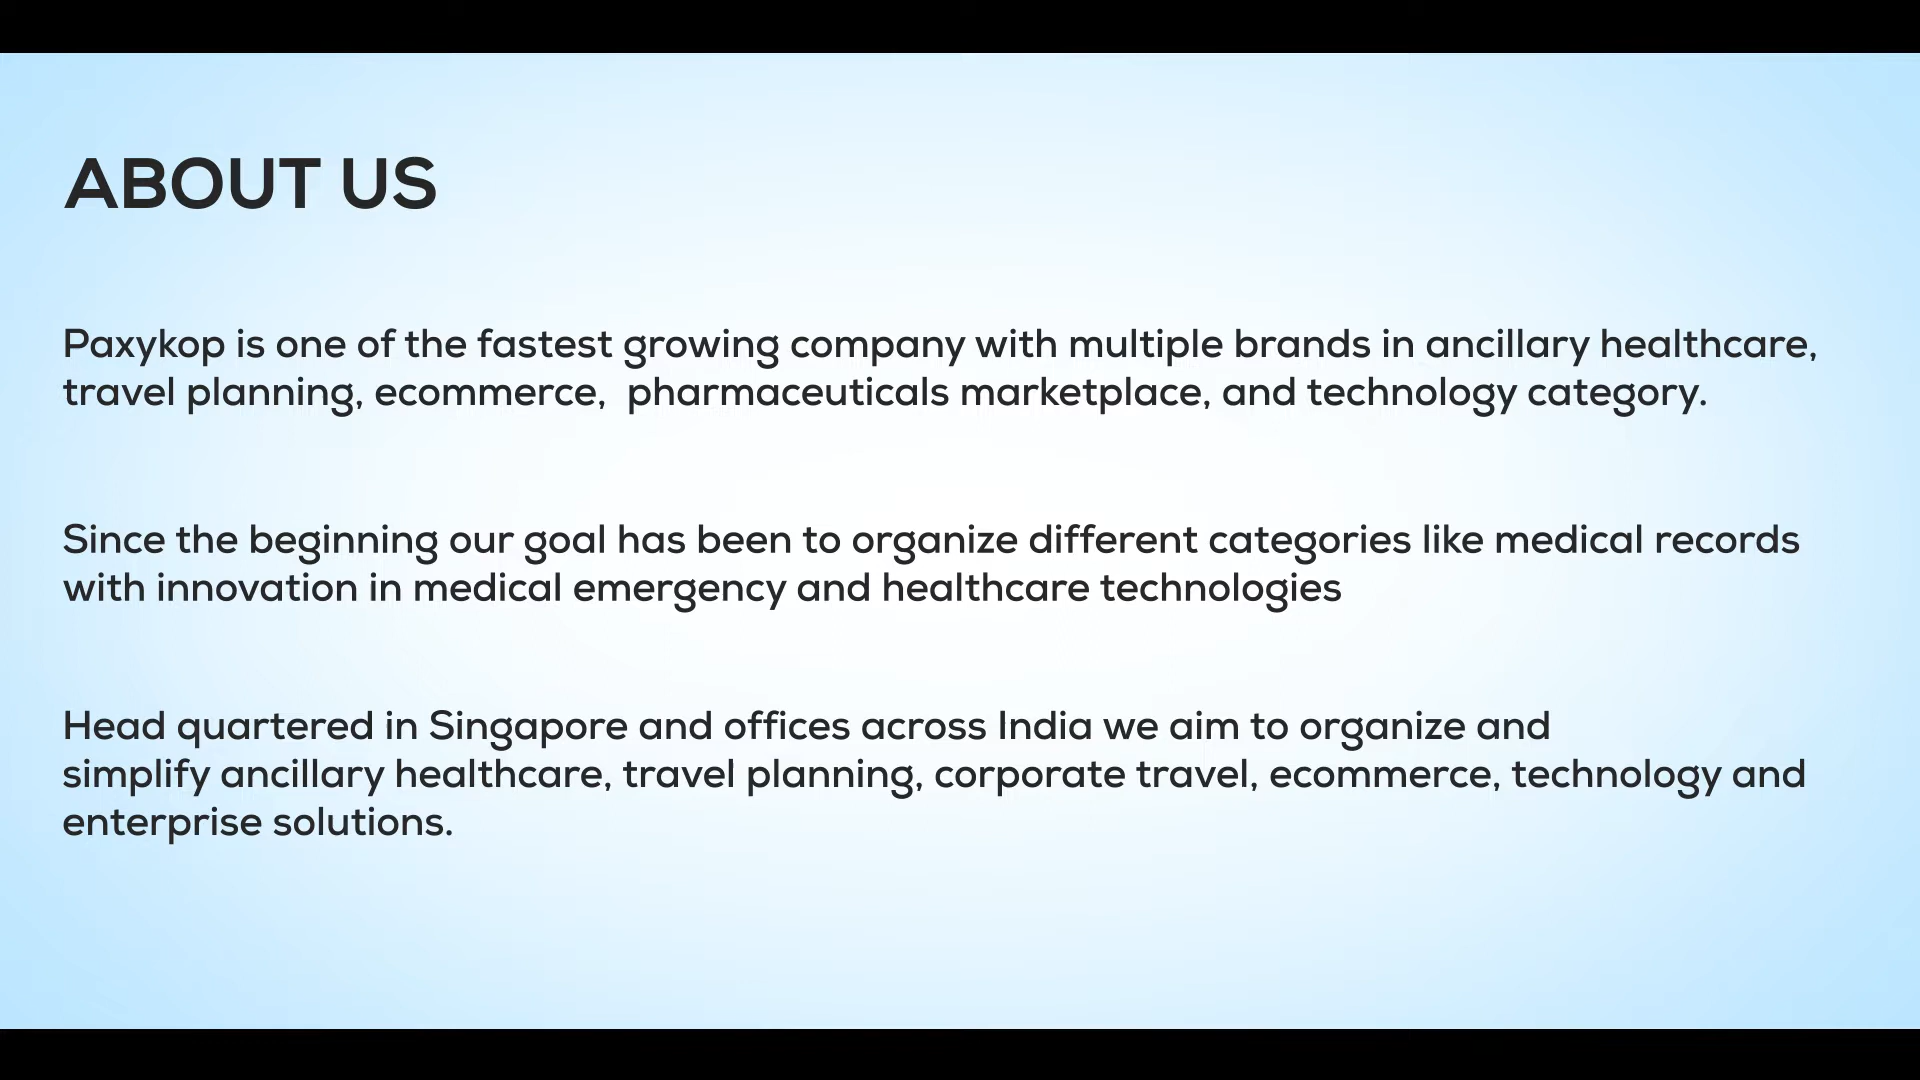 ABOUT US
Paxykop is one of the fastest growing company with multiple brands in ancillary healthcare,
travel planning, ecommerce,  pharmaceuticals marketplace, and technology category.
Since the beginning our goal has been to organize different categories like medical records
with innovation in medical emergency and healthcare technologies
Head quartered in Singapore and offices across India we aim to organize and
simplify ancillary healthcare, travel planning, corporate travel, ecommerce, technology and
enterprise solutions.